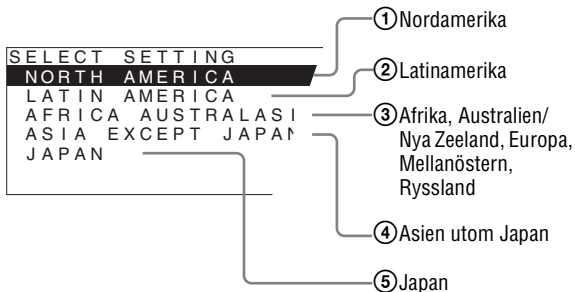 SELECT SETTING
NORTH AMERICA
LATIN AMERICA
AFRICA AUSTRALASI
ASIA EXCEPT JAPAN
JAPAN
①Nordamerika
②Latinamerika
③Afrika, Australien/
Nya Zeeland, Europa,
Mellanöstern,
Ryssland
④Asien utom Japan
⑤Japan